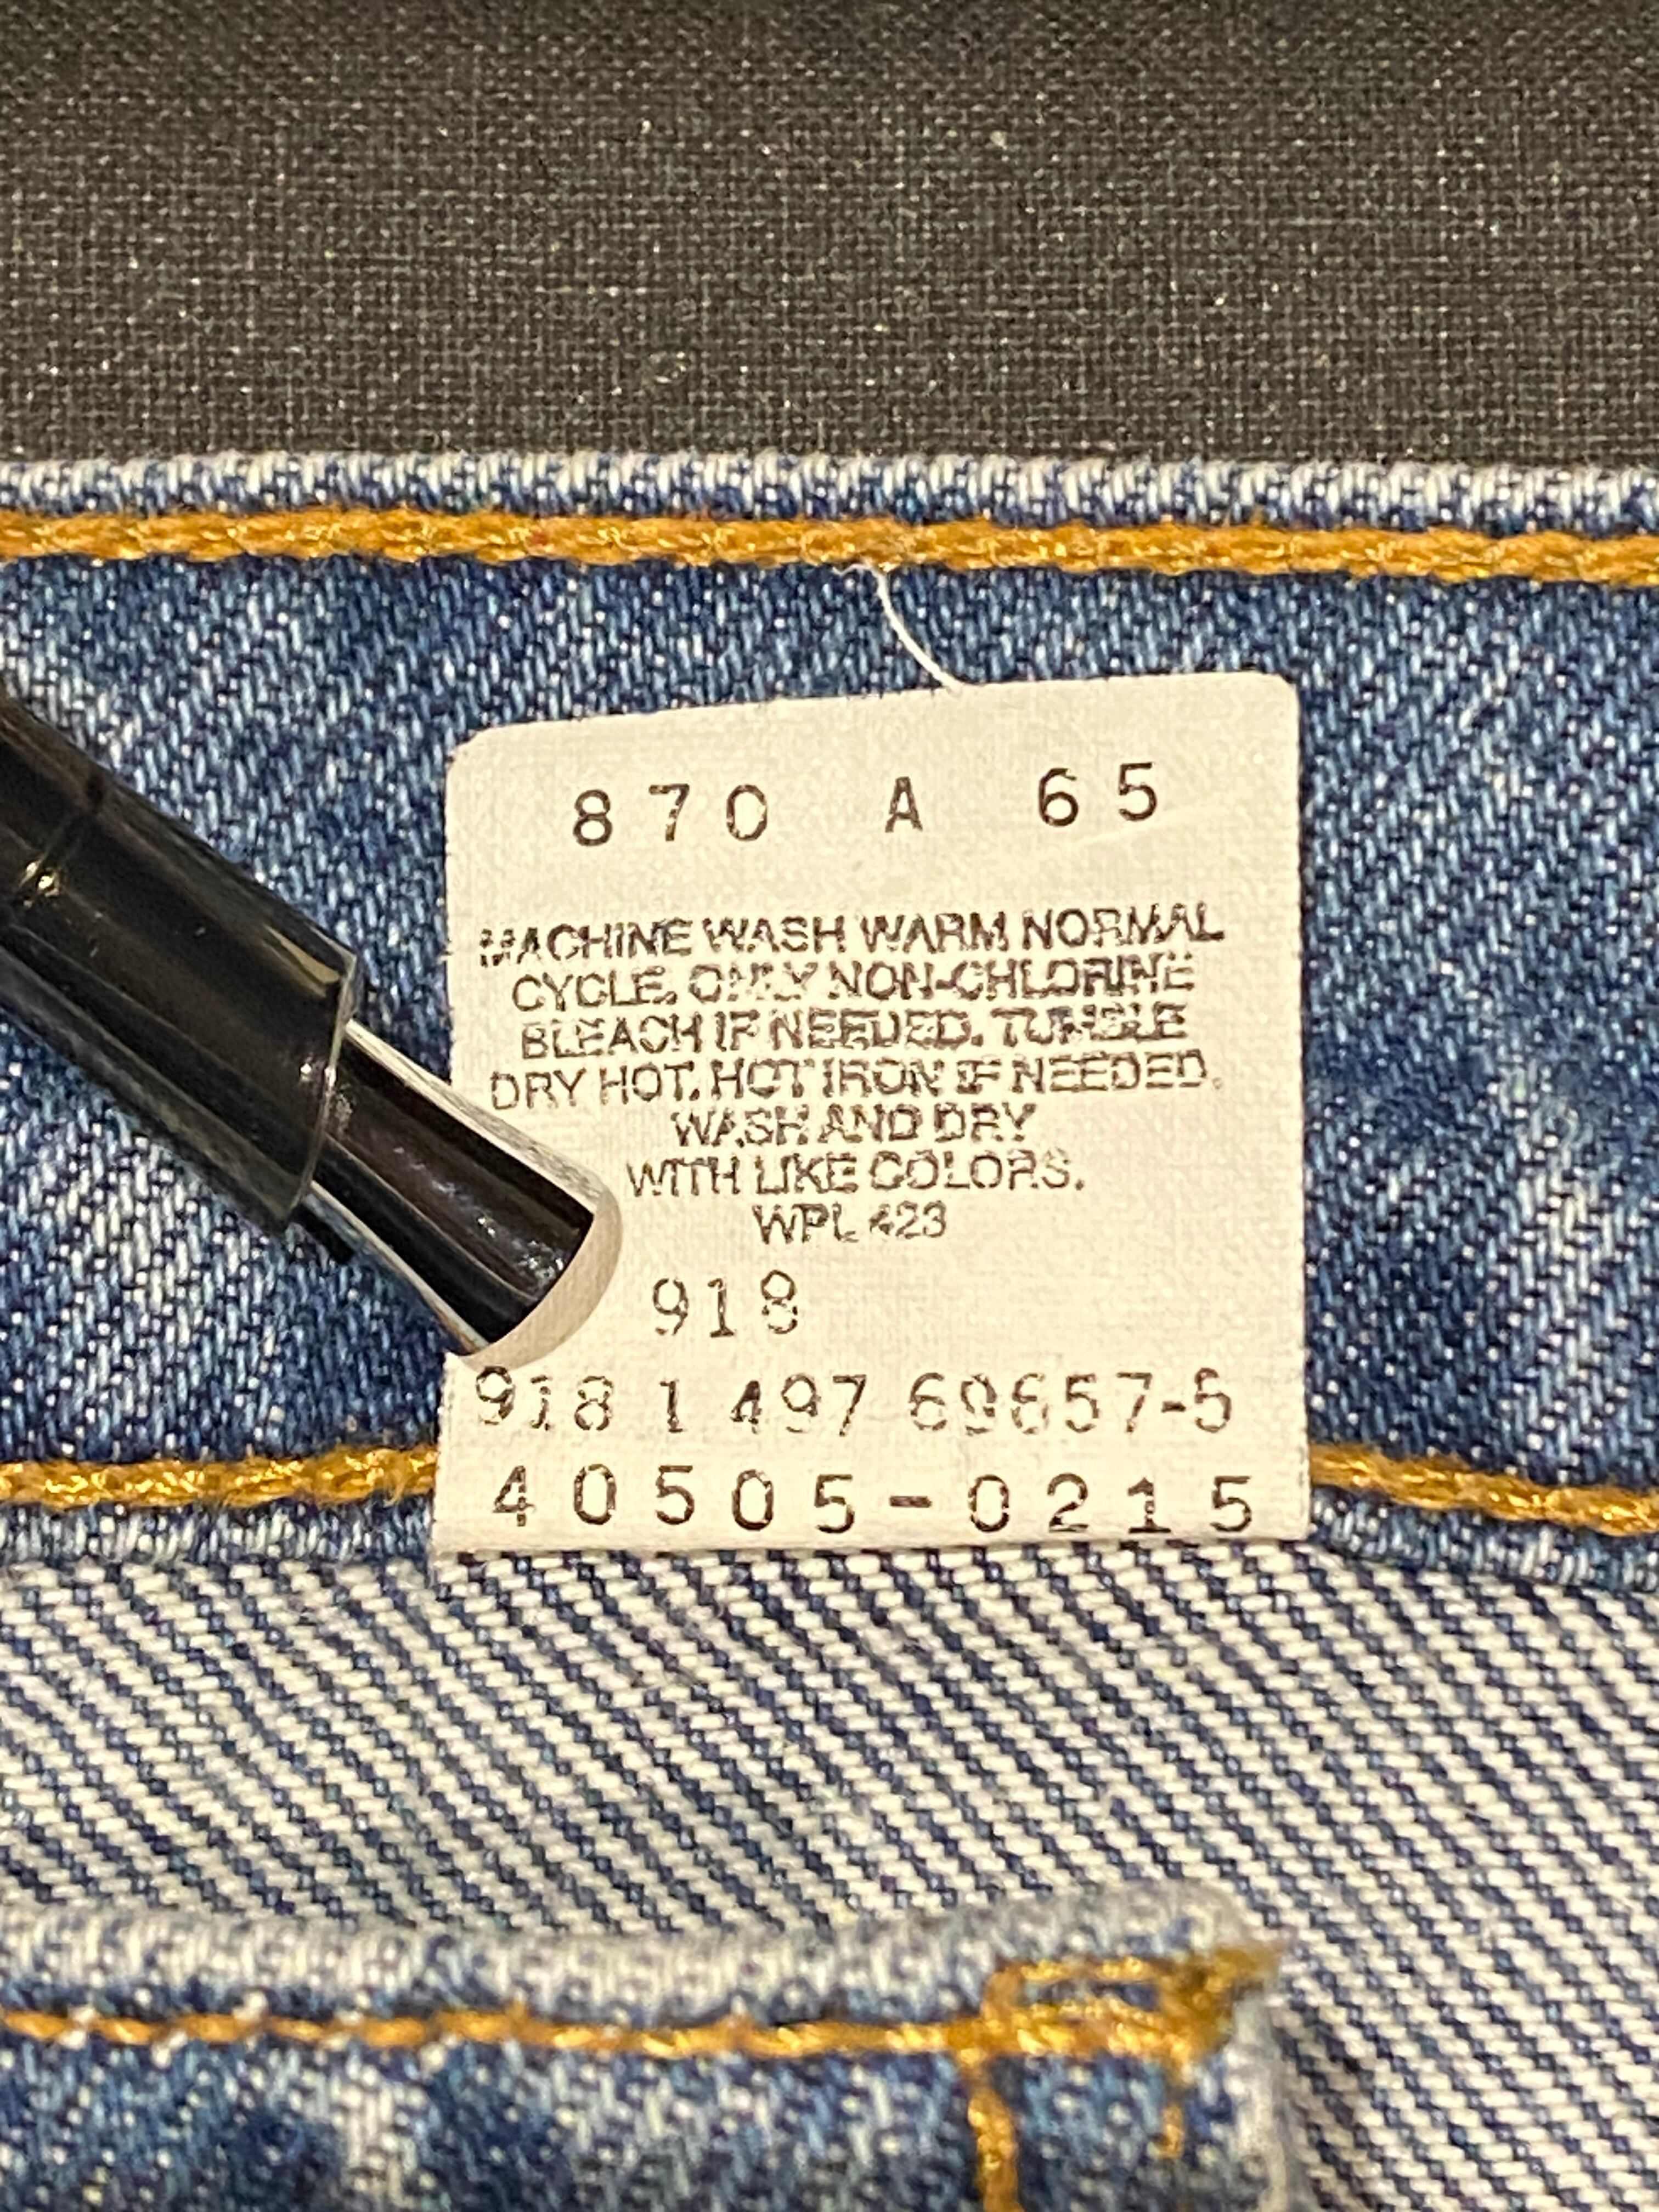 870 A 65
MACHINE WASH WARM NORMAL
CYCLE. ONLY NON-CHLORINE
BLEACH IF NEEDED. TUMBLE
DRY HOT. HOT IRON IF NEEDED.
WASH AND DRY
WITH LIKE COLORS.
WPL 423
918
918 1 497 69657-5
40505-0215